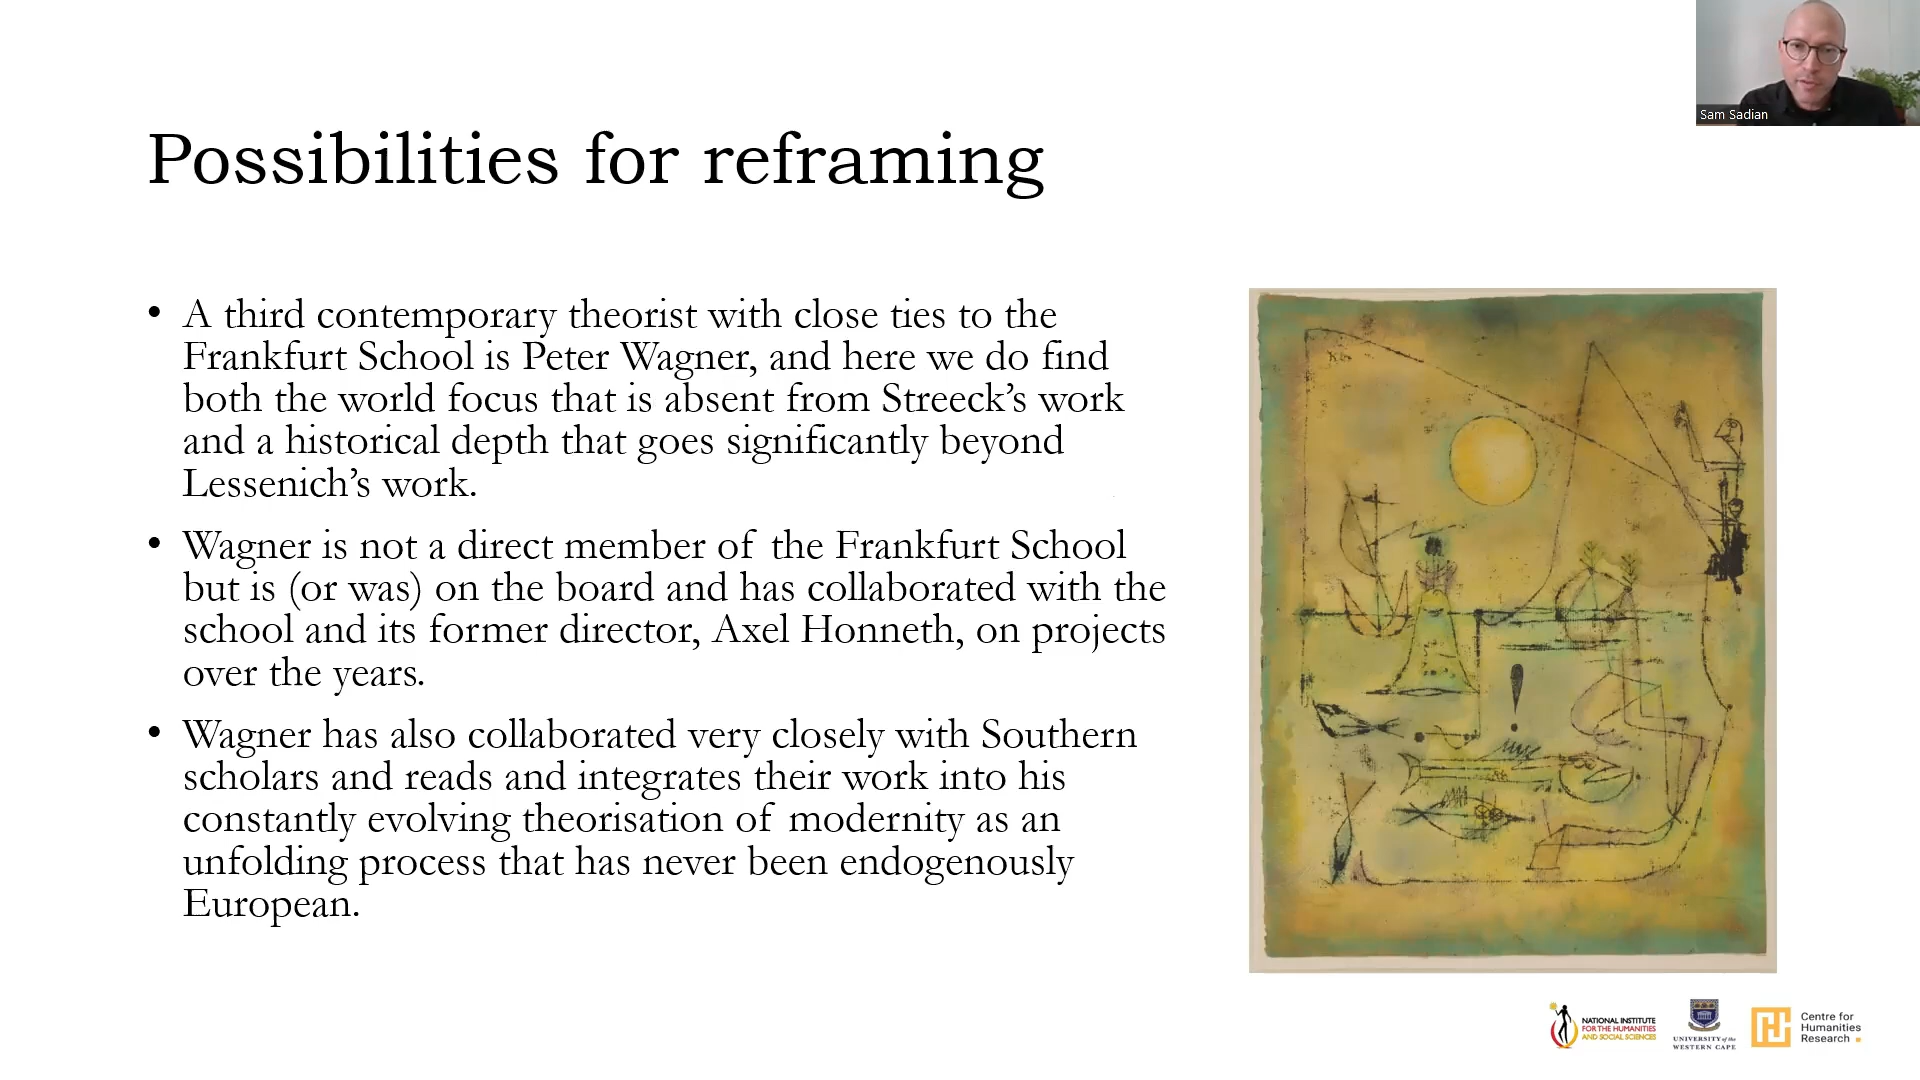 Sam Sadian
Possibilities for reframing
• A third contemporary theorist with close ties to the
Frankfurt School is Peter Wagner, and here we do find
both the world focus that is absent from Streeck’s work
and a historical depth that goes significantly beyond
Lessenich’s work.
• Wagner is not a direct member of the Frankfurt School
but is (or was) on the board and has collaborated with the
school and its former director, Axel Honneth, on projects
over the years.
• Wagner has also collaborated very closely with Southern
scholars and reads and integrates their work into his
constantly evolving theorisation of modernity as an
unfolding process that has never been endogenously
European.
Klee
!
NATIONAL INSTITUTE
FOR THE HUMANITIES
AND SOCIAL SCIENCES
UNIVERSITY of the
WESTERN CAPE
Centre for
Humanities
Research